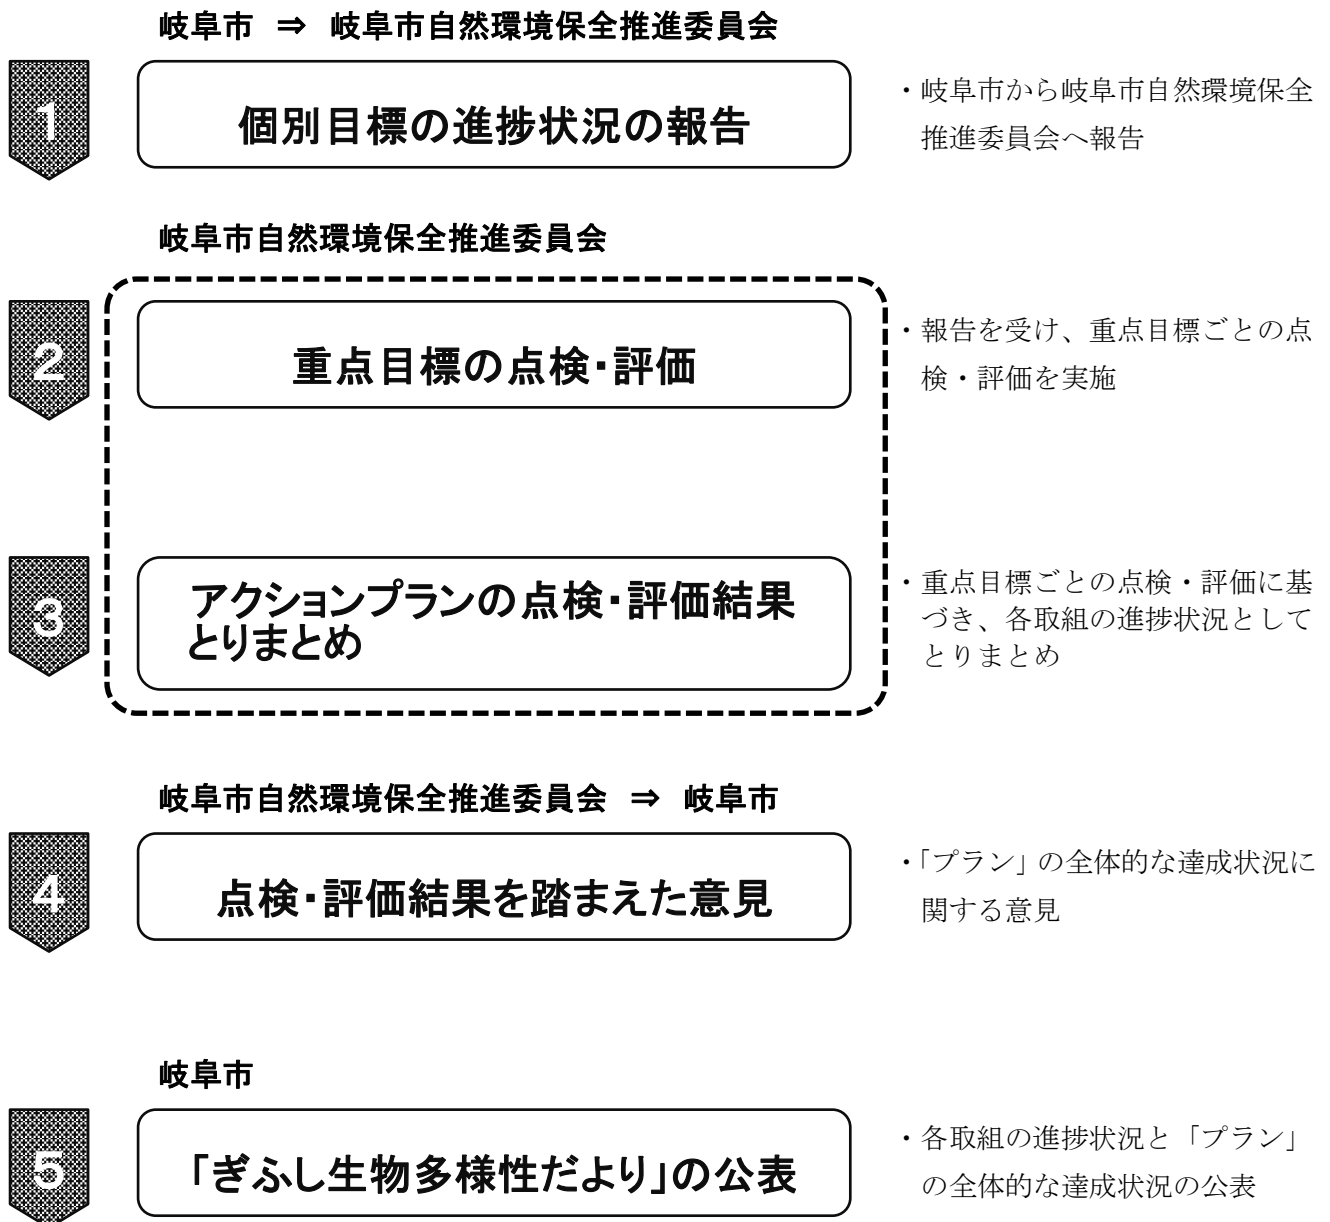 岐阜市 ⇒ 岐阜市自然環境保全推進委員会
1
個別目標の進捗状況の報告
・岐阜市から岐阜市自然環境保全
推進委員会へ報告
岐阜市自然環境保全推進委員会
2
重点目標の点検・評価
・報告を受け、重点目標ごとの点
検・評価を実施
3
アクションプランの点検・評価結果
とりまとめ
・重点目標ごとの点検・評価に基
づき、各取組の進捗状況として
とりまとめ
岐阜市自然環境保全推進委員会 ⇒ 岐阜市
4
点検・評価結果を踏まえた意見
・「プラン」の全体的な達成状況に
関する意見
岐阜市
5
「ぎふし生物多様性だより」の公表
・各取組の進捗状況と「プラン」
の全体的な達成状況の公表